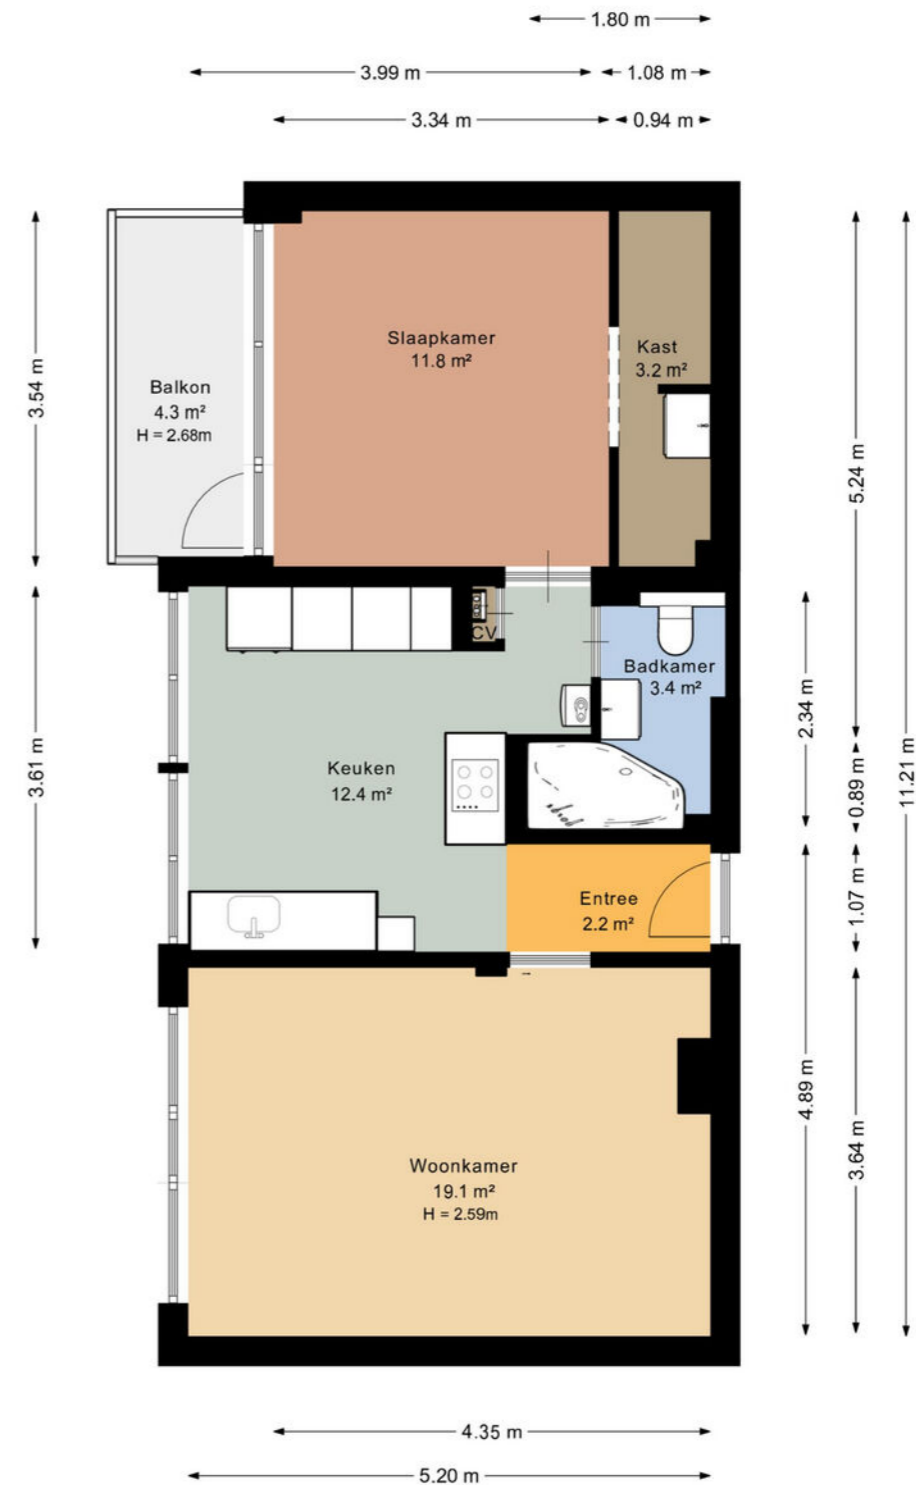 1.80 m
3.99 m
1.08 m
3.34 m
0.94 m
Slaapkamer
11.8 m²
Kast
3.2 m²
Balkon
4.3 m²
H = 2.68m
3.54 m
5.24 m
CV
Badkamer
3.4 m²
2.34 m
Keuken
12.4 m²
3.61 m
0.89 m
11.21 m
Entree
2.2 m²
1.07 m
4.89 m
3.64 m
Woonkamer
19.1 m²
H = 2.59m
4.35 m
5.20 m